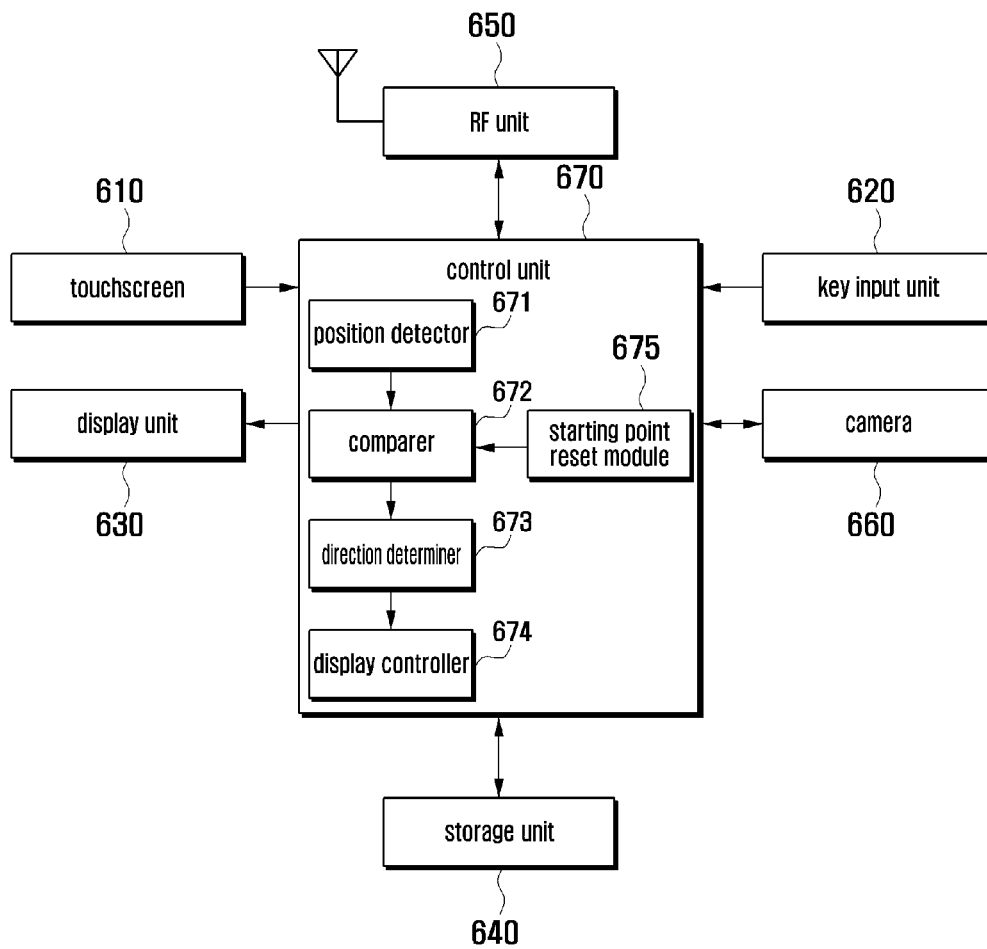 650
RF unit
670
610
620
touchscreen
control unit
key input unit
671
position detector
675
672
display unit
comparer
starting point
reset module
camera
630
673
660
direction determiner
674
display controller
storage unit
640